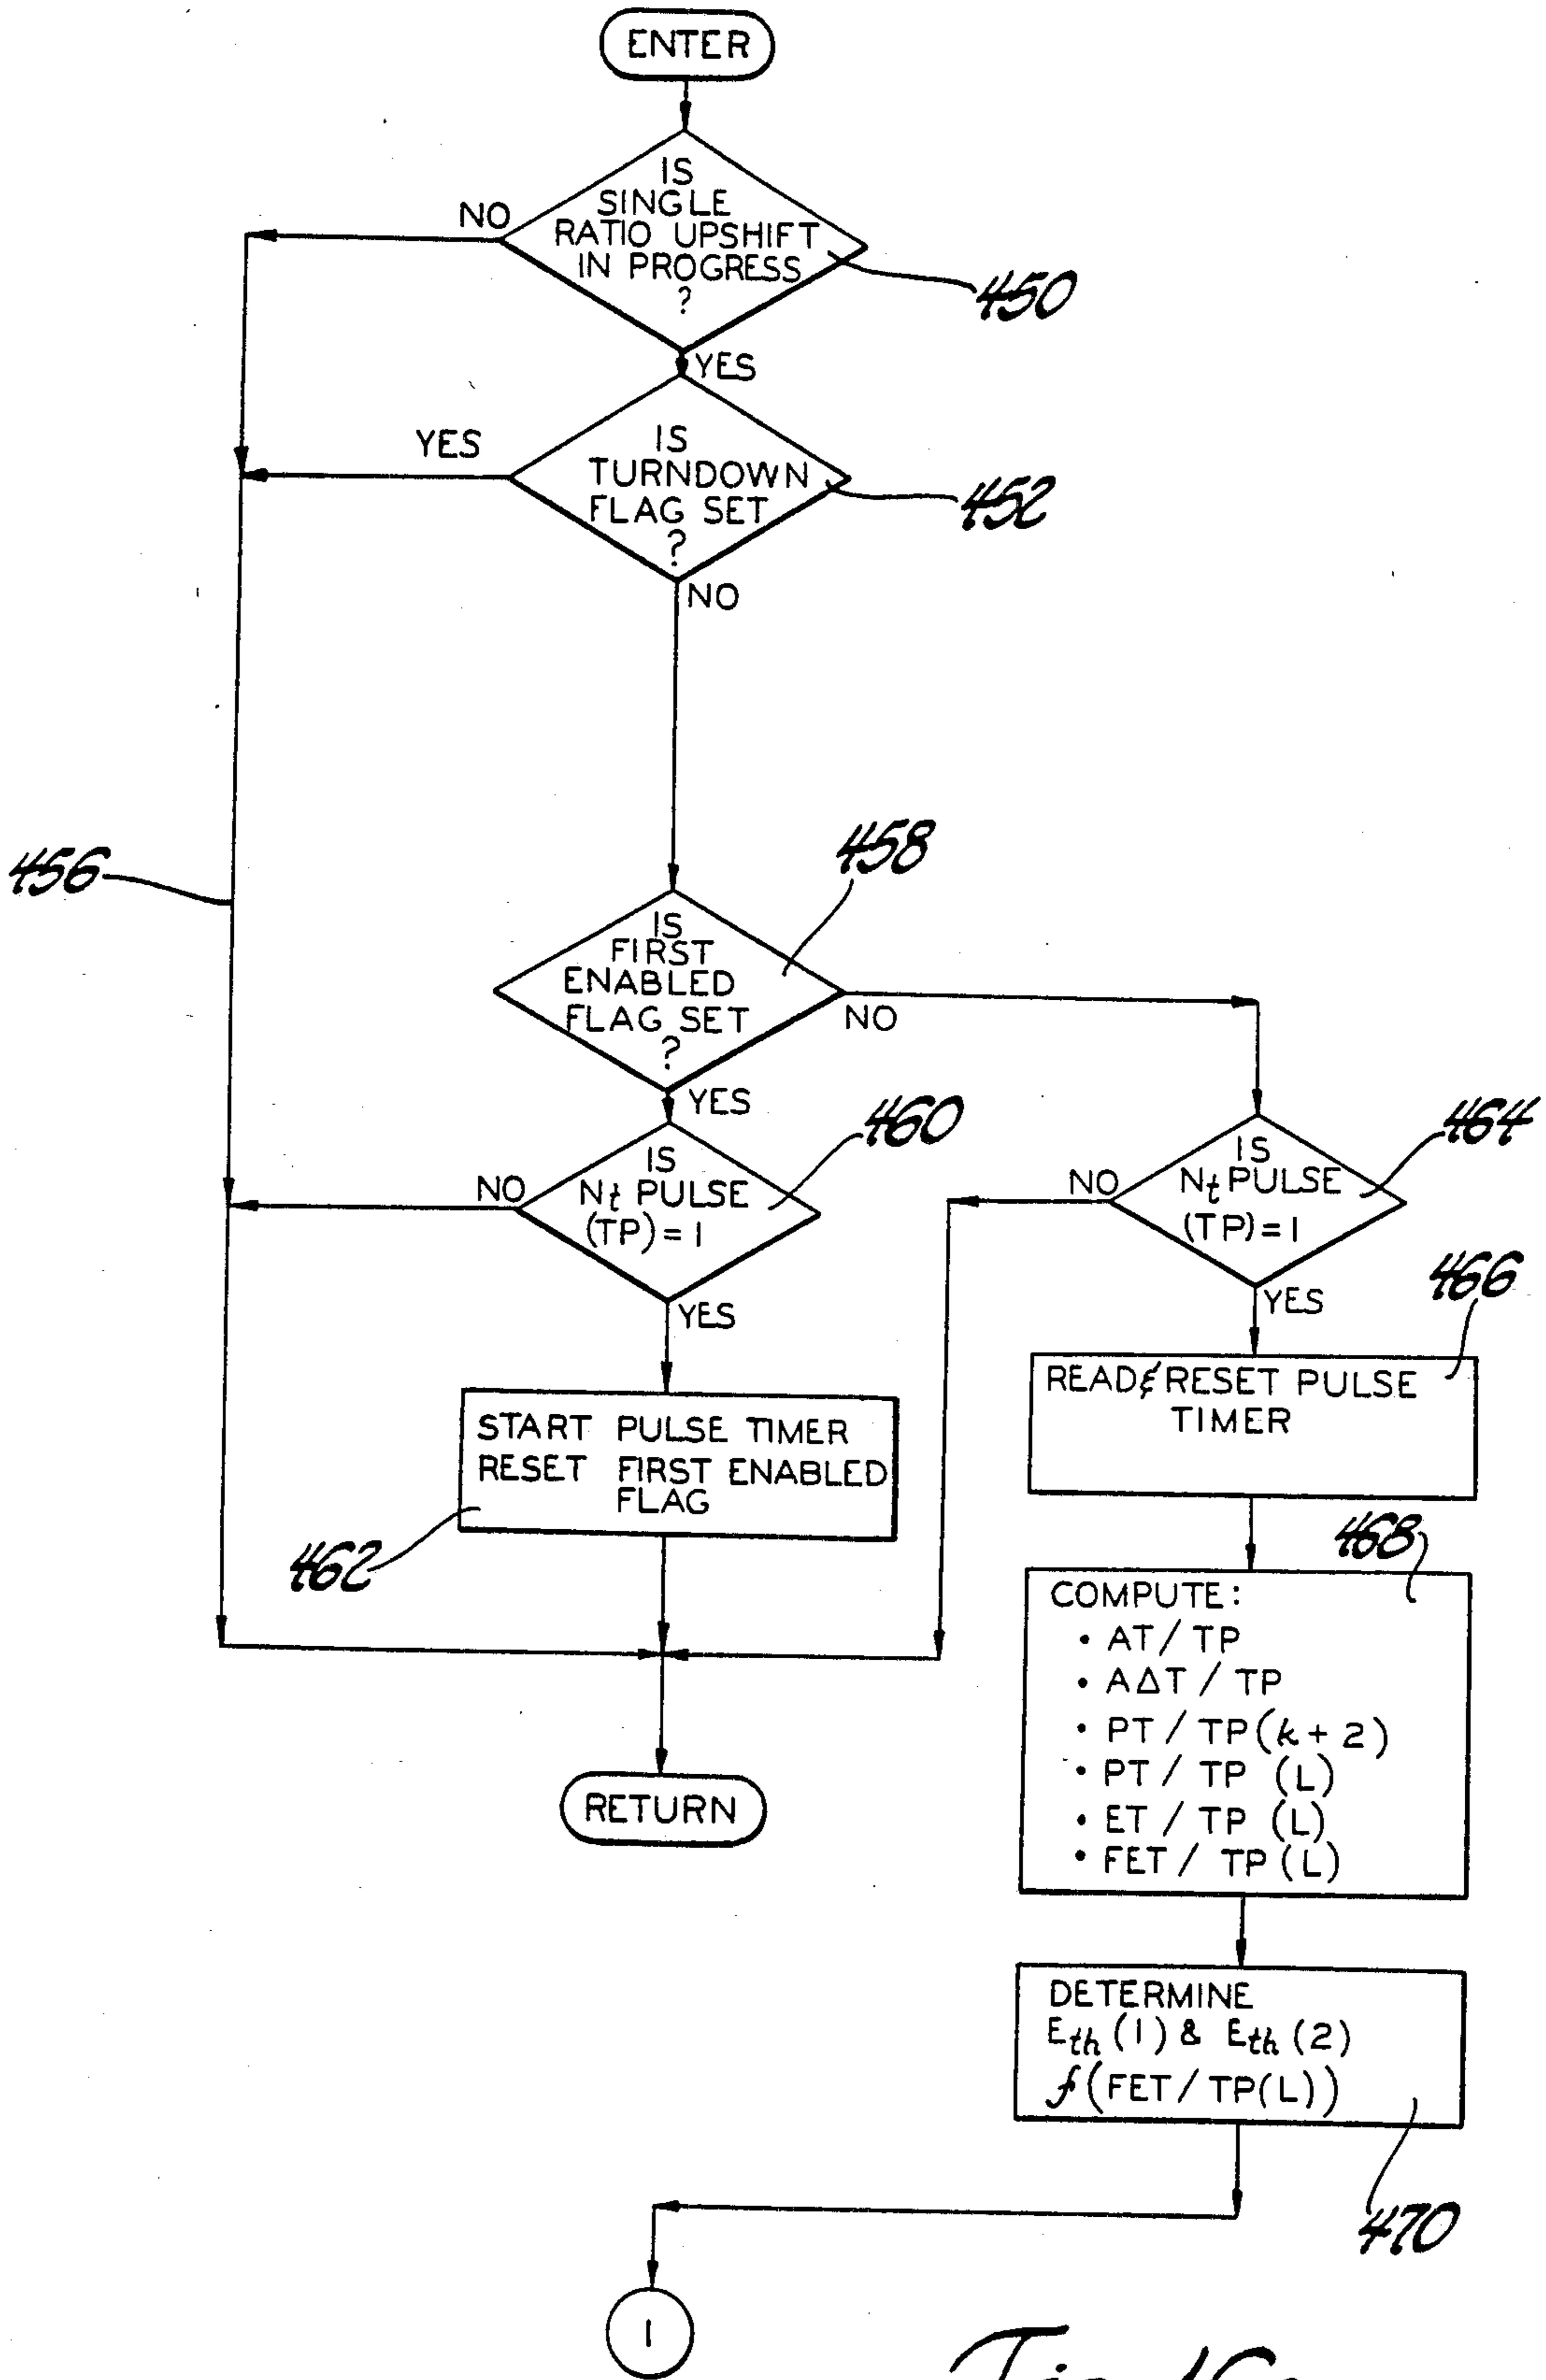 ENTER
IS
SINGLE
RATIO UPSHIFT
IN PROGRESS
?
NO
450
YES
IS
TURNDOWN
FLAG SET
?
YES
452
NO
456
458
IS
FIRST
ENABLED
FLAG SET
?
NO
YES
460
464
IS
Nt PULSE
(TP)=1
NO
IS
Nt PULSE
(TP)=1
NO
YES
YES
466
READ & RESET PULSE
TIMER
START PULSE TIMER
RESET FIRST ENABLED
FLAG
462
468
COMPUTE:
• AT/TP
• AΔT/TP
• PT/TP(k+2)
• PT/TP (L)
• ET/TP (L)
• FET/TP(L)
RETURN
DETERMINE
Eth(1) & Eth(2)
f(FET/TP(L))
470
1